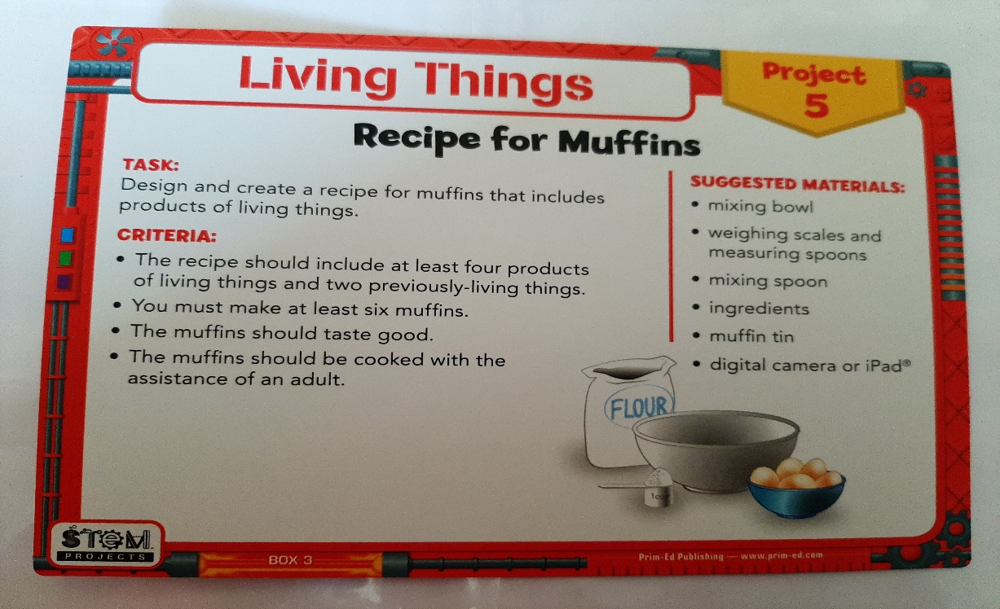 Living Things
Project
5
Recipe for Muffins
TASK:
Design and create a recipe for muffins that includes
products of living things.
CRITERIA:
• The recipe should include at least four products
of living things and two previously-living things.
• You must make at least six muffins.
• The muffins should taste good.
• The muffins should be cooked with the
assistance of an adult.
SUGGESTED MATERIALS:
• mixing bowl
• weighing scales and
measuring spoons
• mixing spoon
• ingredients
• muffin tin
• digital camera or iPad®
FLOUR
1cup
STEM
PROJECTS
BOX 3
Prim-Ed Publishing — www.prim-ed.com